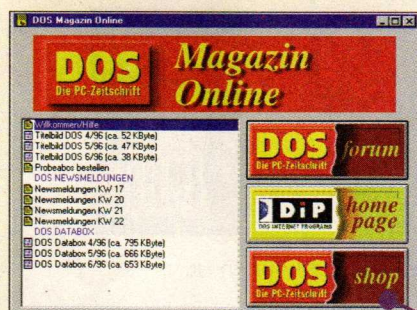 DOS Magazin Online
DOS
Die PC-Zeitschrift
Magazin
Online
Willkommen/Hilfe
Titelbild DOS 4/96 (ca. 52 KByte)
Titelbild DOS 5/96 (ca. 47 KByte)
Titelbild DOS 6/96 (ca. 38 KByte)
Probeabos bestellen
DOS NEWSMELDUNGEN
Newsmeldungen KW 17
Newsmeldungen KW 20
Newsmeldungen KW 21
Newsmeldungen KW 22
DOS DATABOX
DOS Databox 4/96 (ca. 795 KByte)
DOS Databox 5/96 (ca. 666 KByte)
DOS Databox 6/96 (ca. 653 KByte)
DOS forum
Die PC-Zeitschrift
DiP home
page
DOS INTERNET PROGRAMS
DOS shop
Die PC-Zeitschrift